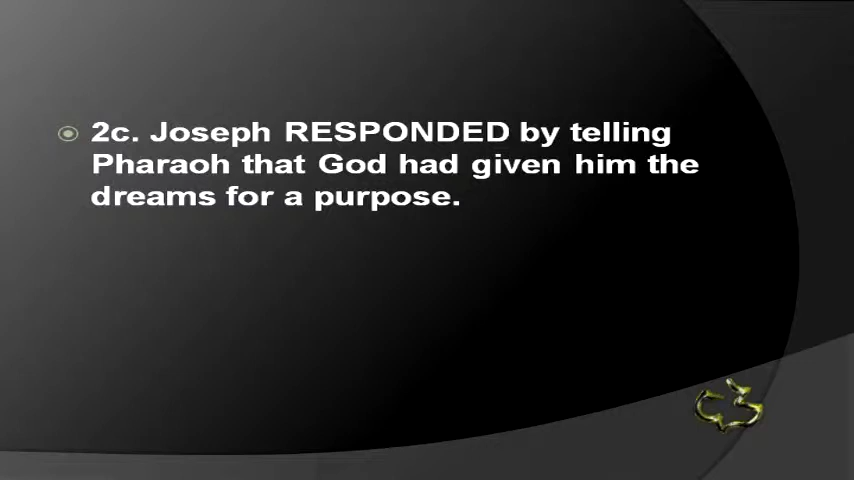 2c. Joseph RESPONDED by telling
Pharaoh that God had given him the
dreams for a purpose.